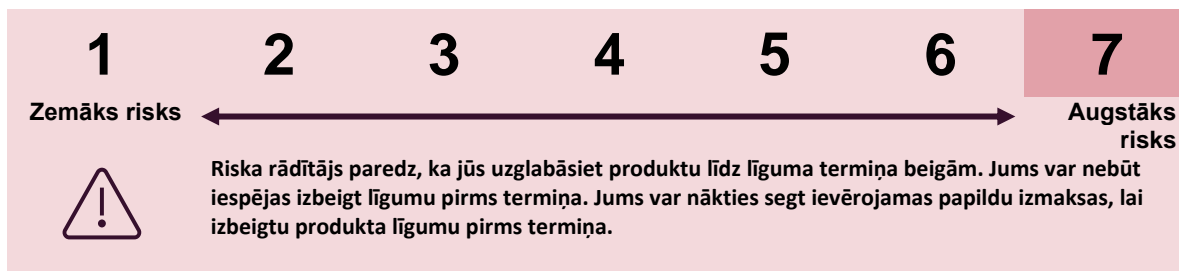 1 2 3 4 5 6 7
Zemāks risks Augstāks
risks
Riska rādītājs paredz, ka jūs uzglabāsiet produktu līdz līguma termiņa beigām. Jums var nebūt
iespējas izbeigt līgumu pirms termiņa. Jums var nākties segt ievērojamas papildu izmaksas, lai
izbeigtu produkta līgumu pirms termiņa.